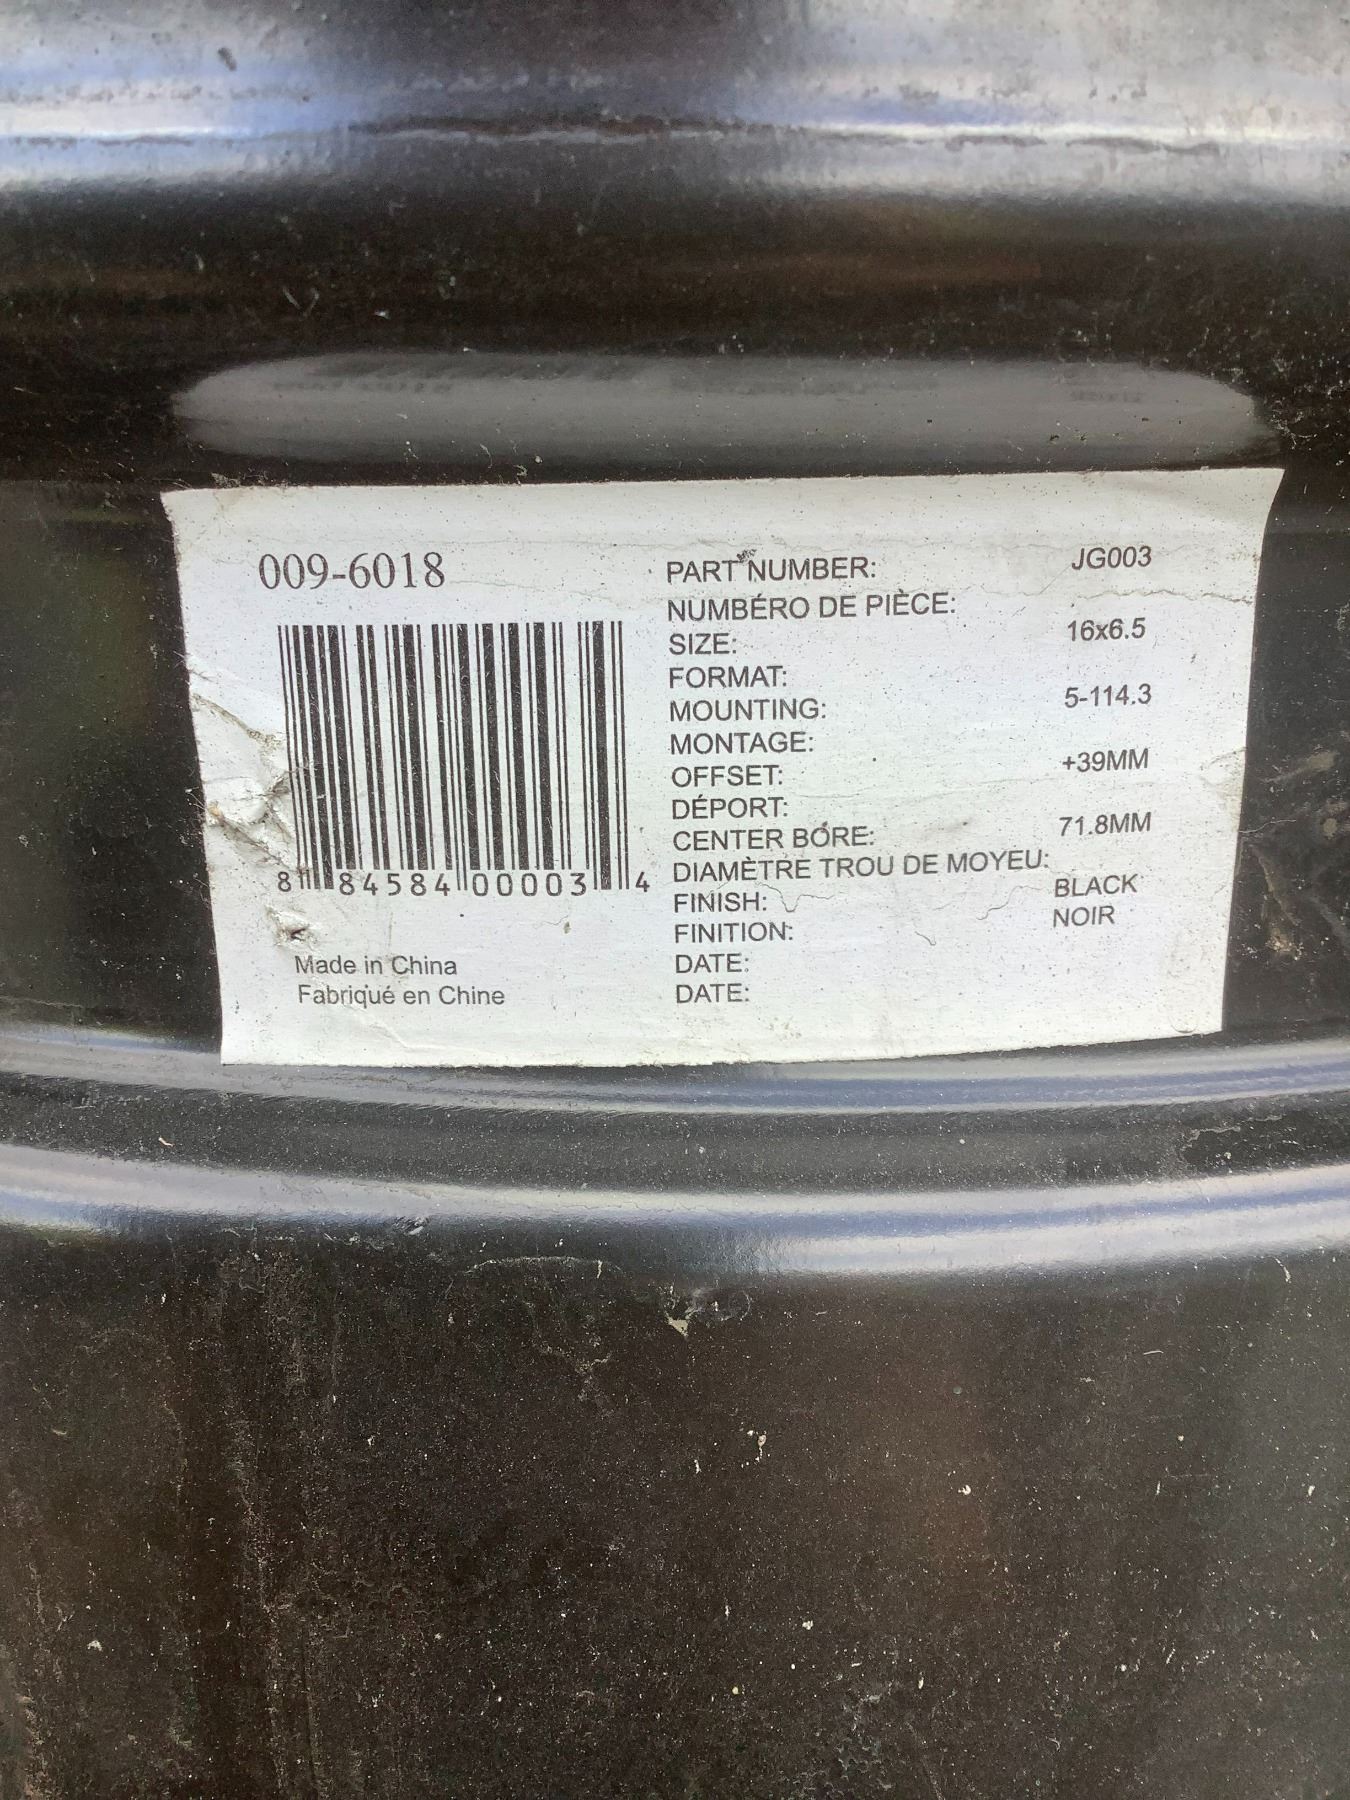 009-6018
8 84584 00003 4
Made in China
Fabriqué en Chine
PART NUMBER: JG003
NUMBÉRO DE PIÈCE:
SIZE: 16x6.5
FORMAT:
MOUNTING: 5-114.3
MONTAGE:
OFFSET: +39MM
DÉPORT:
CENTER BORE: 71.8MM
DIAMÈTRE TROU DE MOYEU:
FINISH: BLACK
FINITION: NOIR
DATE:
DATE: